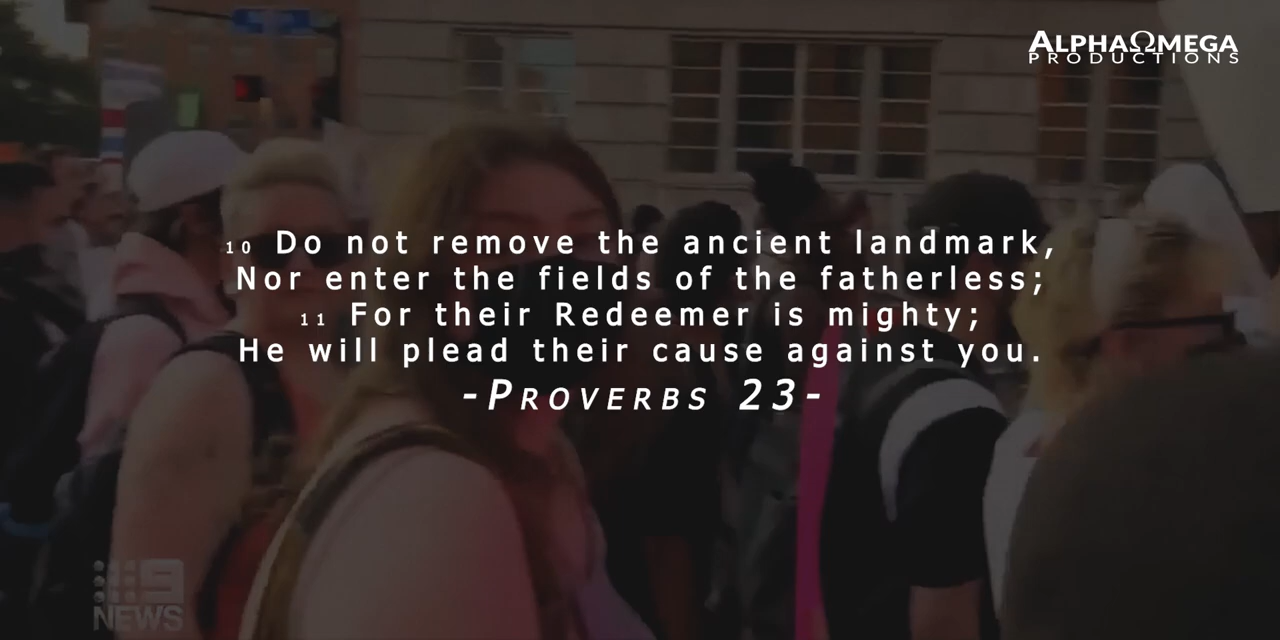 ALPHAΩMEGA
PRODUCTIONS
10 Do not remove the ancient landmark,
Nor enter the fields of the fatherless;
11 For their Redeemer is mighty;
He will plead their cause against you.
-PROVERBS 23-
9
NEWS